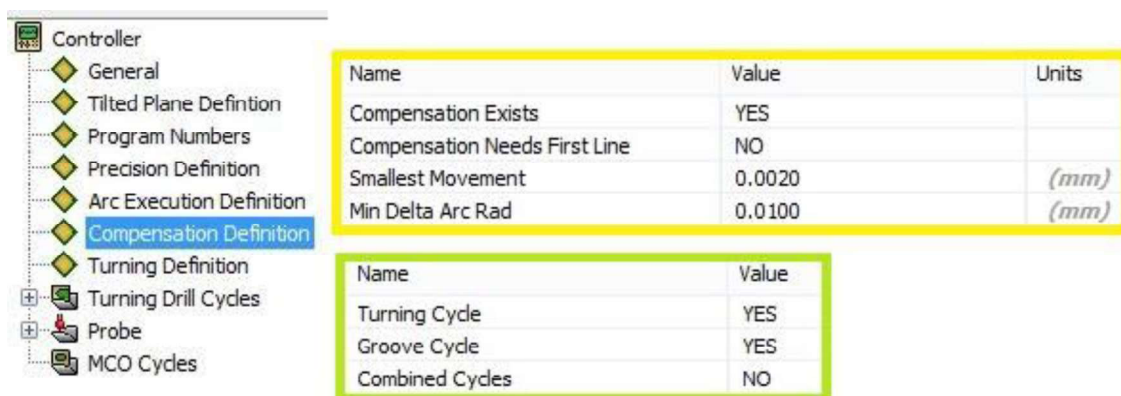 Controller
General
Tilted Plane Defintion
Program Numbers
Precision Definition
Arc Execution Definition
Compensation Definition
Turning Definition
Turning Drill Cycles
Probe
MCO Cycles
Name Value Units
Compensation Exists YES
Compensation Needs First Line NO
Smallest Movement 0.0020 (mm)
Min Delta Arc Rad 0.0100 (mm)
Name Value
Turning Cycle YES
Groove Cycle YES
Combined Cycles NO